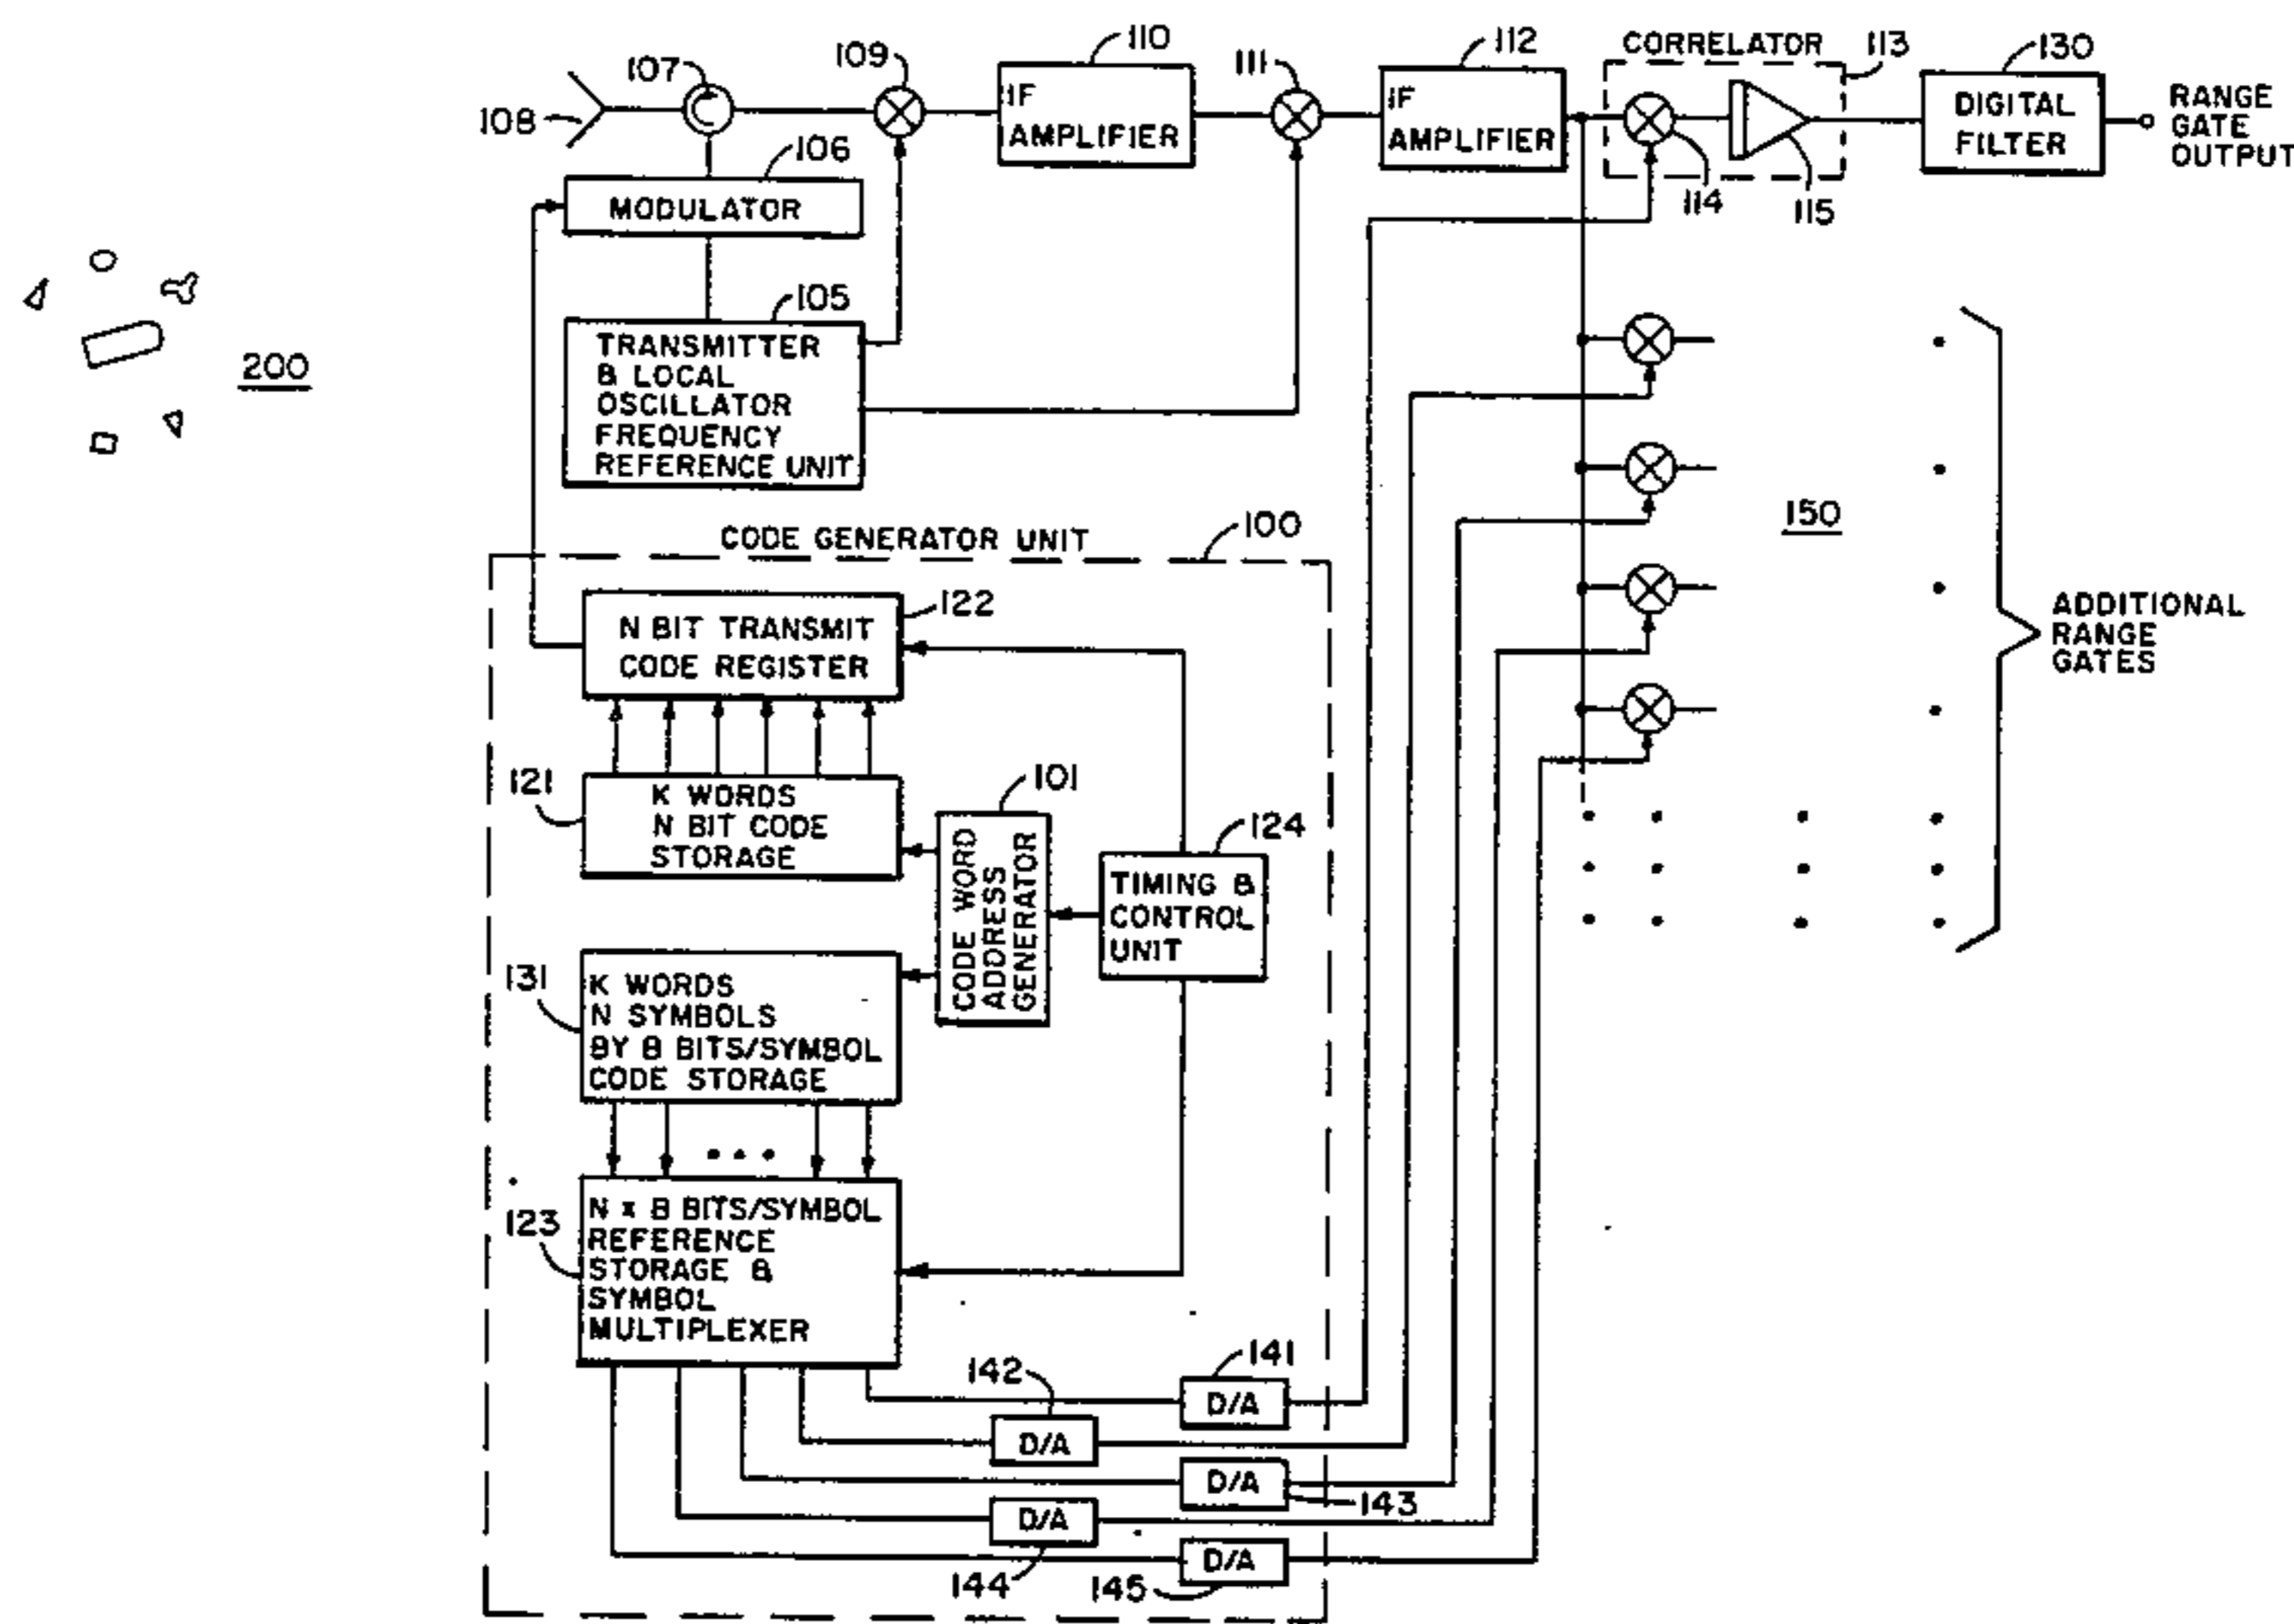 107
108
109
110
IF
AMPLIFIER
111
112
IF
AMPLIFIER
CORRELATOR
113
114
115
130
DIGITAL
FILTER
RANGE
GATE
OUTPUT
106
MODULATOR
105
TRANSMITTER
& LOCAL
OSCILLATOR
FREQUENCY
REFERENCE UNIT
200
150
ADDITIONAL
RANGE
GATES
CODE GENERATOR UNIT
100
122
N BIT TRANSMIT
CODE REGISTER
121
K WORDS
N BIT CODE
STORAGE
101
CODE WORD
ADDRESS
GENERATOR
124
TIMING &
CONTROL
UNIT
131
K WORDS
N SYMBOLS
BY B BITS/SYMBOL
CODE STORAGE
123
N x B BITS/SYMBOL
REFERENCE
STORAGE &
SYMBOL
MULTIPLEXER
141
D/A
142
D/A
D/A
143
D/A
144
D/A
145